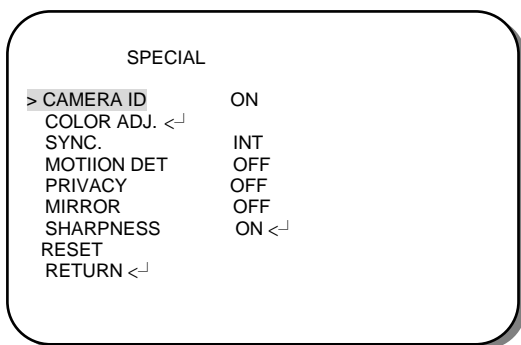 SPECIAL
> CAMERA ID ON
COLOR ADJ. <┘
SYNC. INT
MOTIION DET OFF
PRIVACY OFF
MIRROR OFF
SHARPNESS ON <┘
RESET
RETURN <┘